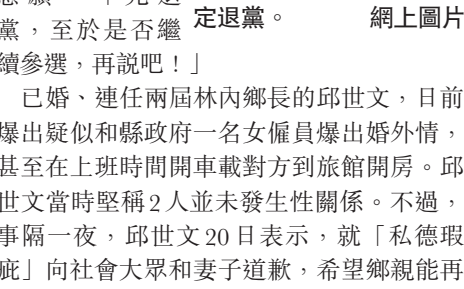 黨，至於是否繼
續參選，再說吧！」
定退黨。 網上圖片
已婚、連任兩屆林內鄉長的邱世文，日前
爆出疑似和縣政府一名女僱員爆出婚外情，
甚至在上班時間開車載對方到旅館開房。邱
世文當時堅稱2人並未發生性關係。不過，
事隔一夜，邱世文20日表示，就「私德瑕
疵」向社會大眾和妻子道歉，希望鄉親能再